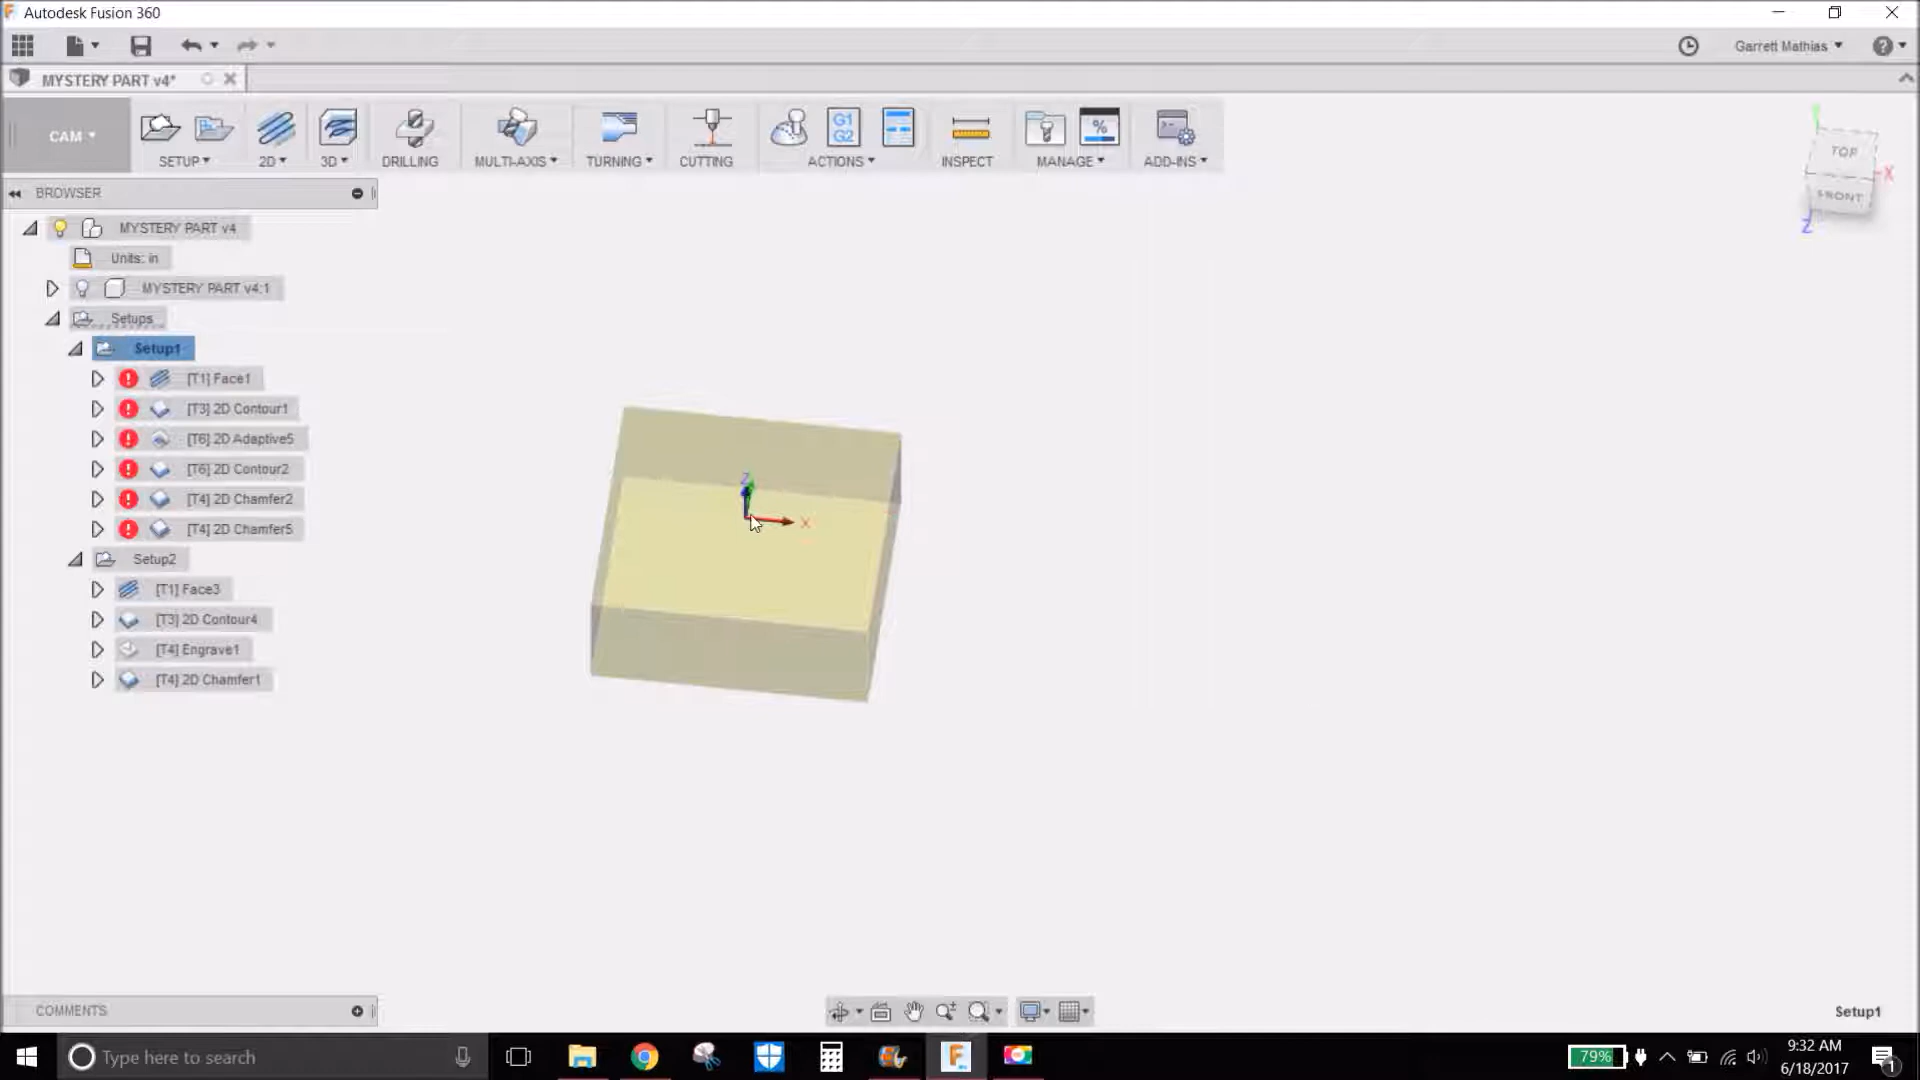 Autodesk Fusion 360
Garrett Mathias
MYSTERY PART v4*
CAM
SETUP
2D
3D
DRILLING
MULTI-AXIS
TURNING
CUTTING
G1
G2
ACTIONS
INSPECT
%
MANAGE
ADD-INS
TOP
X
FRONT
Z
BROWSER
MYSTERY PART v4
Units: in
MYSTERY PART v4:1
Setups
Setup1
[T1] Face1
[T3] 2D Contour1
[T6] 2D Adaptive5
[T6] 2D Contour2
[T4] 2D Chamfer2
[T4] 2D Chamfer5
Setup2
[T1] Face3
[T3] 2D Contour4
[T4] Engrave1
[T4] 2D Chamfer1
Z
X
COMMENTS
Setup1
Type here to search
79%
9:32 AM
6/18/2017
1